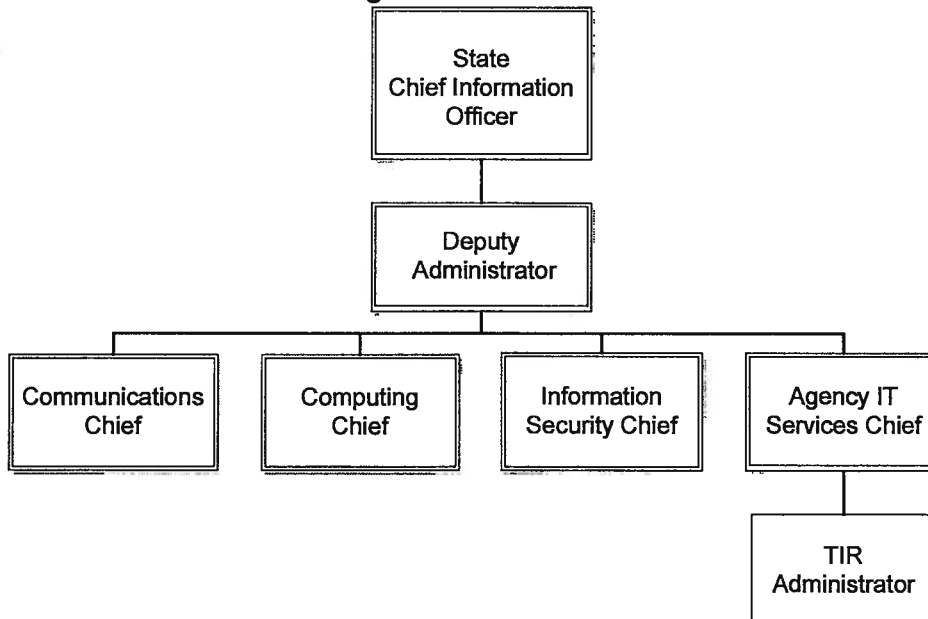 State
Chief Information
Officer
Deputy
Administrator
Communications
Chief
Computing
Chief
Information
Security Chief
Agency IT
Services Chief
TIR
Administrator